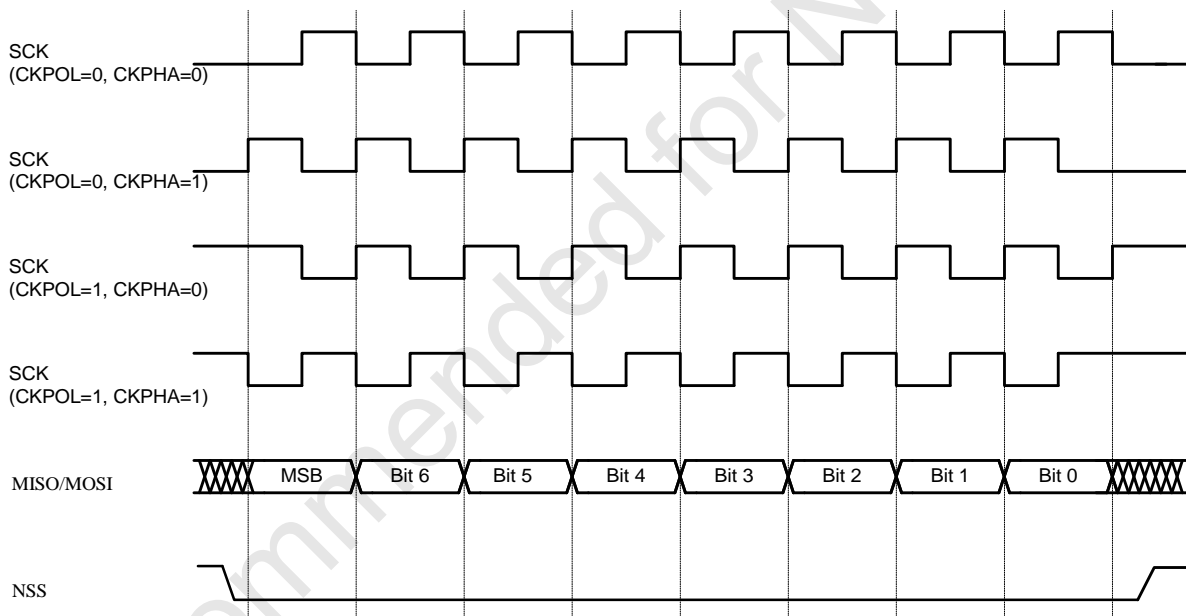 SCK
(CKPOL=0, CKPHA=0)
SCK
(CKPOL=0, CKPHA=1)
SCK
(CKPOL=1, CKPHA=0)
SCK
(CKPOL=1, CKPHA=1)
MISO/MOSI
MSB
Bit 6
Bit 5
Bit 4
Bit 3
Bit 2
Bit 1
Bit 0
NSS
ommended for N